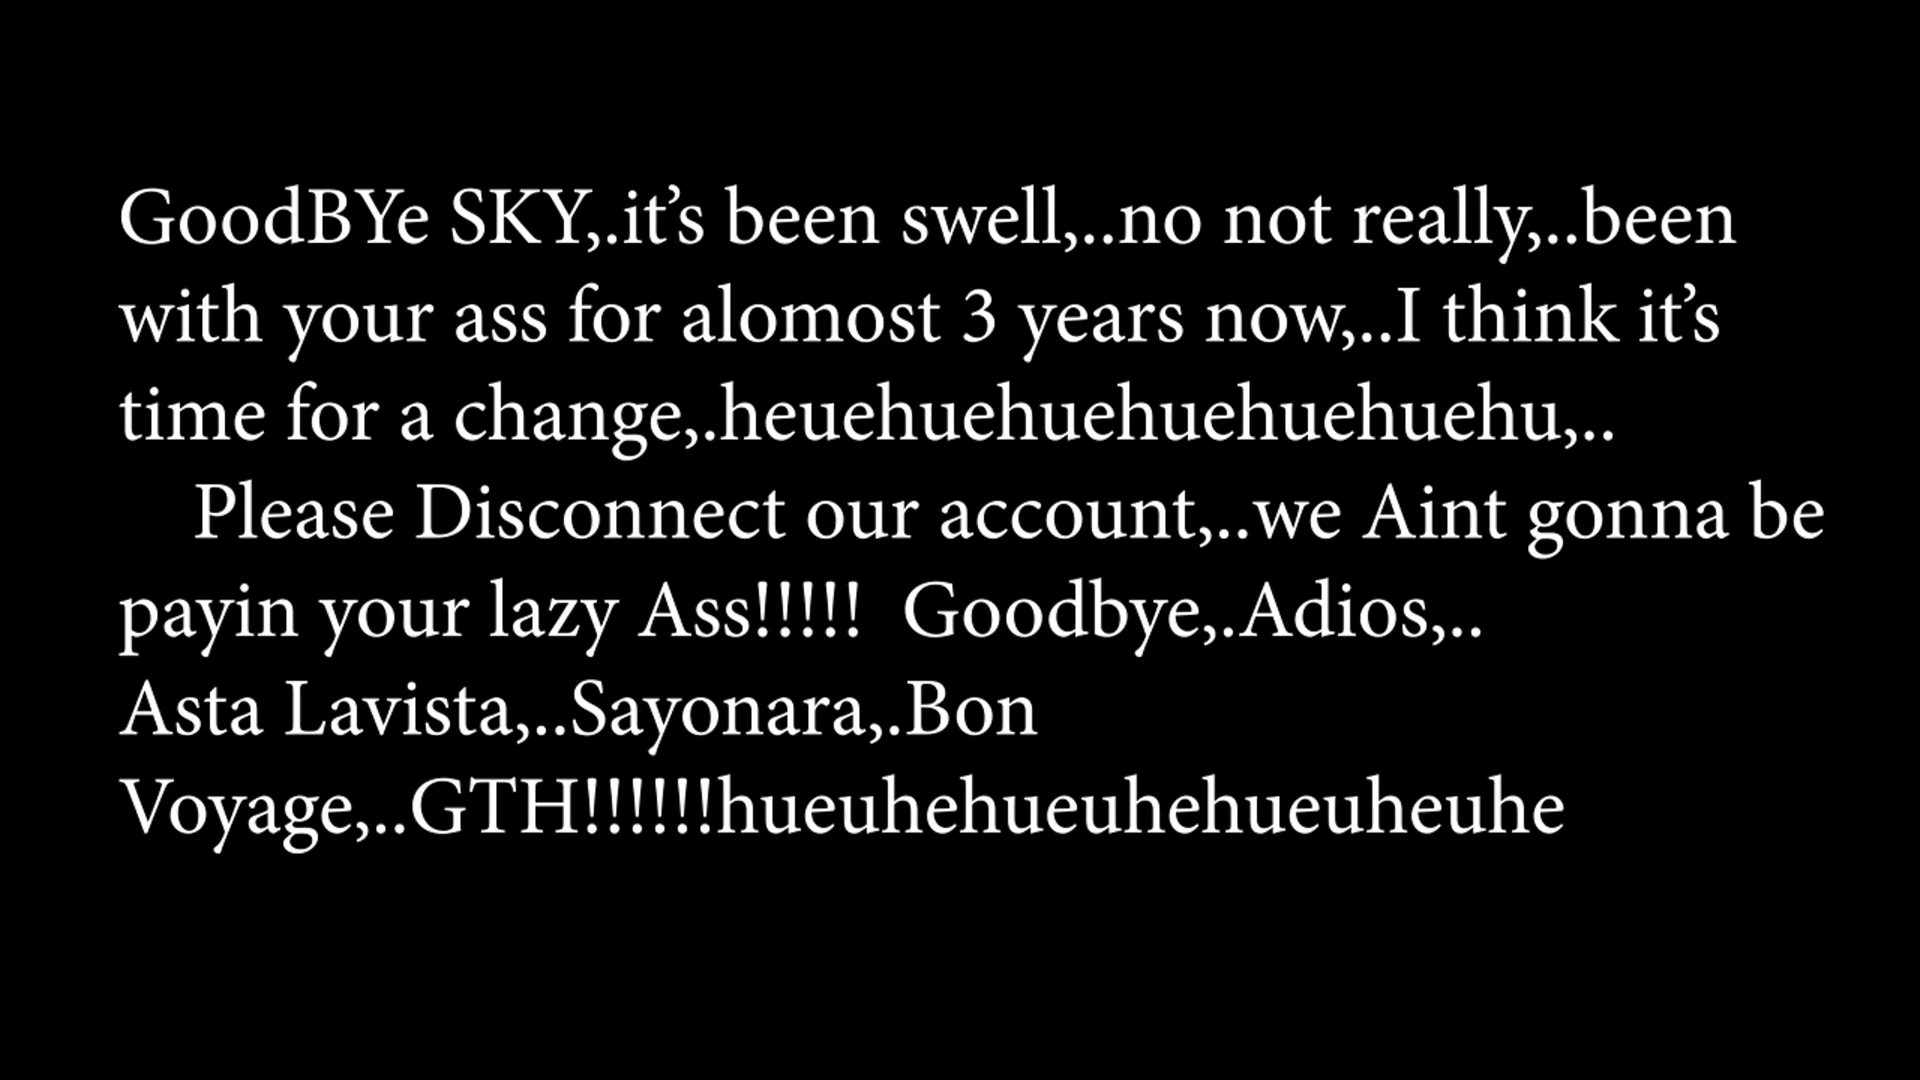 GoodBYe SKY,.it’s been swell,..no not really,..been
with your ass for alomost 3 years now,..I think it’s
time for a change,.heuehuehuehuehuehuehu,..
Please Disconnect our account,..we Aint gonna be
payin your lazy Ass!!!!!  Goodbye,.Adios,..
Asta Lavista,..Sayonara,.Bon
Voyage,..GTH!!!!!!hueuhehueuhehueuheuhe